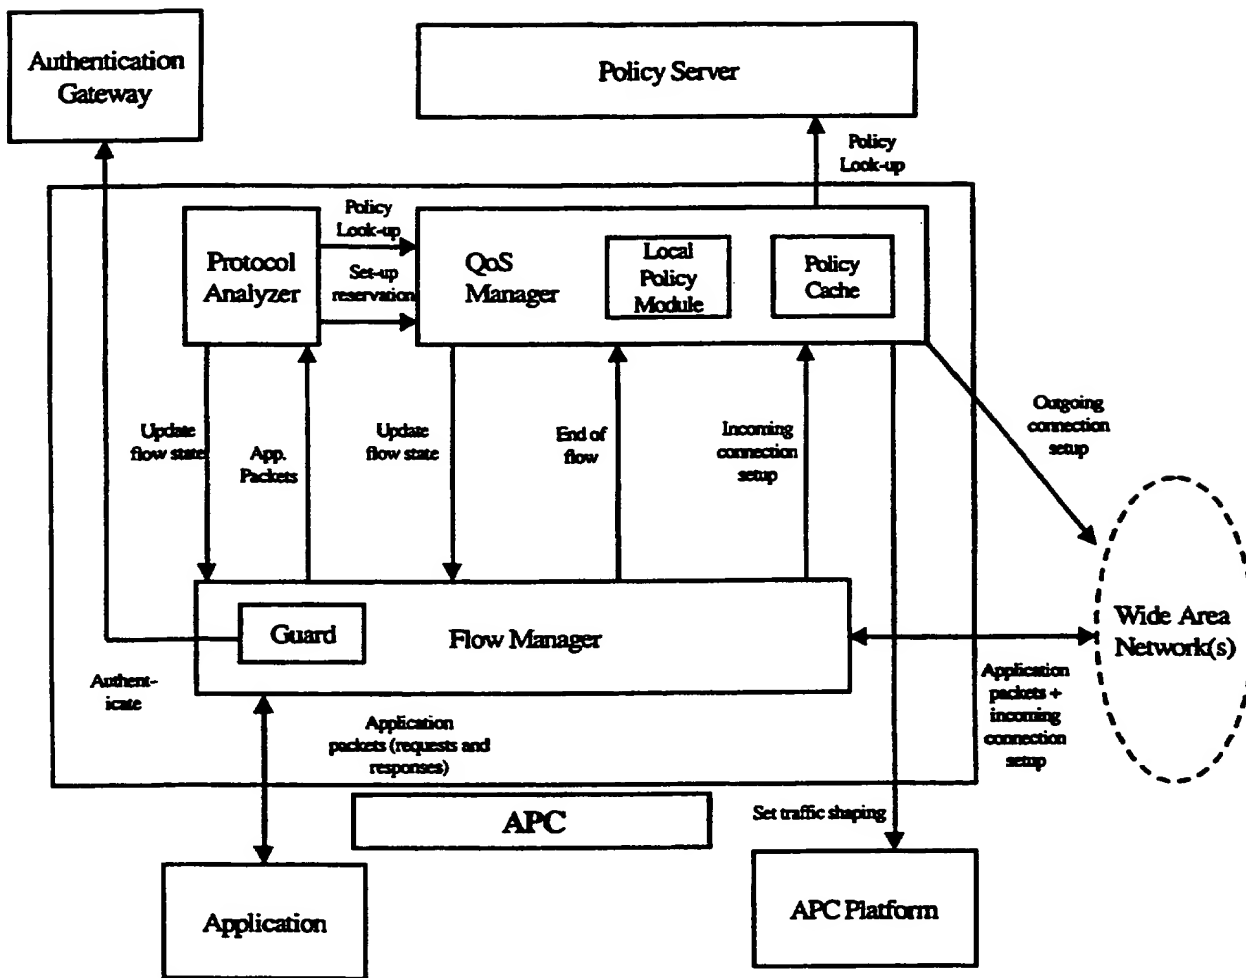 Authentication
Gateway
Policy Server
Policy
Look-up
Protocol
Analyzer
Policy
Look-up
Set-up
reservation
QoS
Manager
Local
Policy
Module
Policy
Cache
Update
flow state
App.
Packets
Update
flow state
End of
flow
Incoming
connection
setup
Outgoing
connection
setup
Guard
Flow Manager
Wide Area
Network(s)
Authent-
icate
Application
packets (requests and
responses)
Application
packets +
incoming
connection
setup
APC
Set traffic shaping
Application
APC Platform